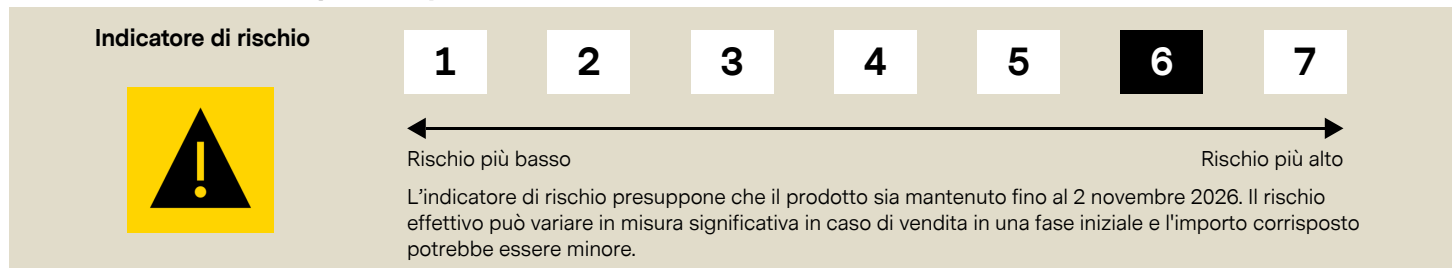 Indicatore di rischio
1 2 3 4 5 6 7
Rischio più basso Rischio più alto
L'indicatore di rischio presuppone che il prodotto sia mantenuto fino al 2 novembre 2026. Il rischio
effettivo può variare in misura significativa in caso di vendita in una fase iniziale e l'importo corrisposto
potrebbe essere minore.